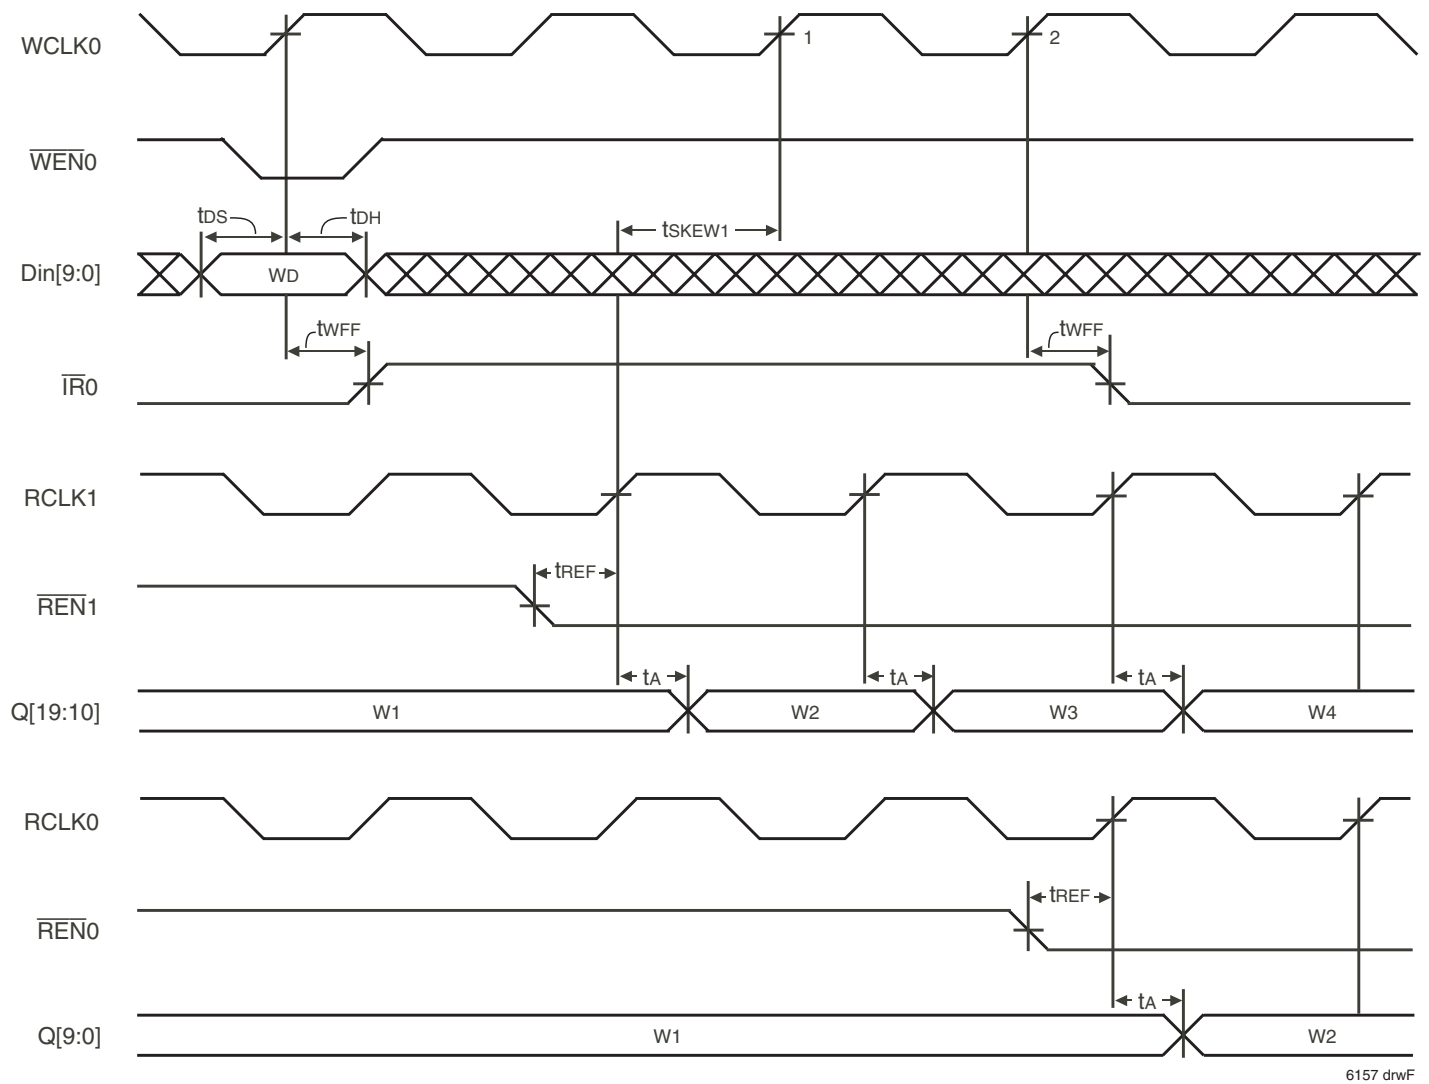 WCLK0 1 2
WEN0
tDS tDH tSKEW1
Din[9:0] WD
tWFF tWFF
IR0
RCLK1
tREF
REN1
tA tA tA
Q[19:10] W1 W2 W3 W4
RCLK0
tREF
REN0
tA
Q[9:0] W1 W2
6157 drwF